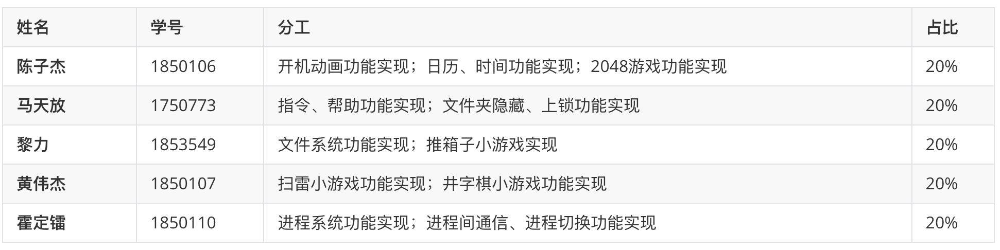 姓名 学号 分工 占比
陈子杰 1850106 开机动画功能实现；日历、时间功能实现；2048游戏功能实现 20%
马天放 1750773 指令、帮助功能实现；文件夹隐藏、上锁功能实现 20%
黎力 1853549 文件系统功能实现；推箱子小游戏实现 20%
黄伟杰 1850107 扫雷小游戏功能实现；井字棋小游戏功能实现 20%
霍定镭 1850110 进程系统功能实现；进程间通信、进程切换功能实现 20%